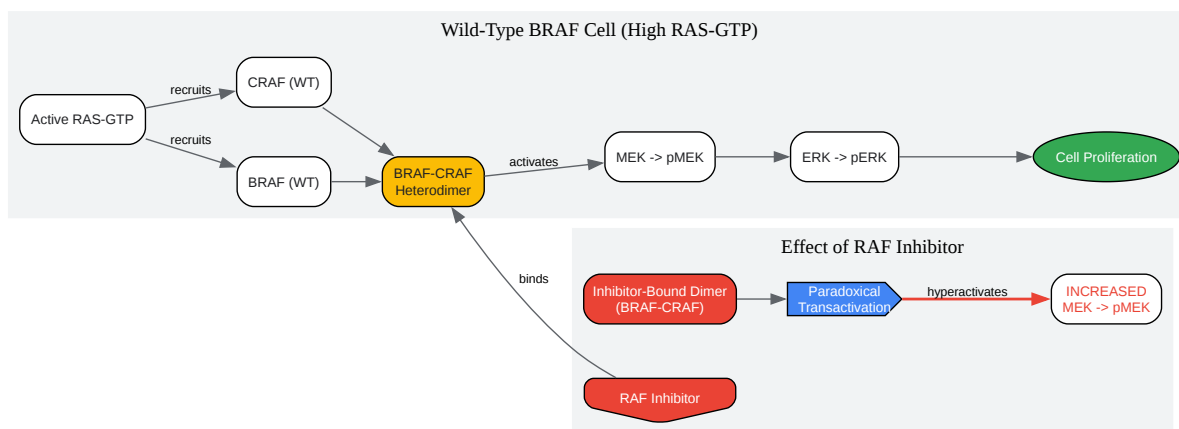 Wild-Type BRAF Cell (High RAS-GTP)
Active RAS-GTP
recruits
recruits
CRAF (WT)
BRAF (WT)
BRAF-CRAF
Heterodimer
activates
MEK -> pMEK
ERK -> pERK
Cell Proliferation
binds
Effect of RAF Inhibitor
Inhibitor-Bound Dimer
(BRAF-CRAF)
Paradoxical
Transactivation
hyperactivates
INCREASED
MEK -> pMEK
RAF Inhibitor